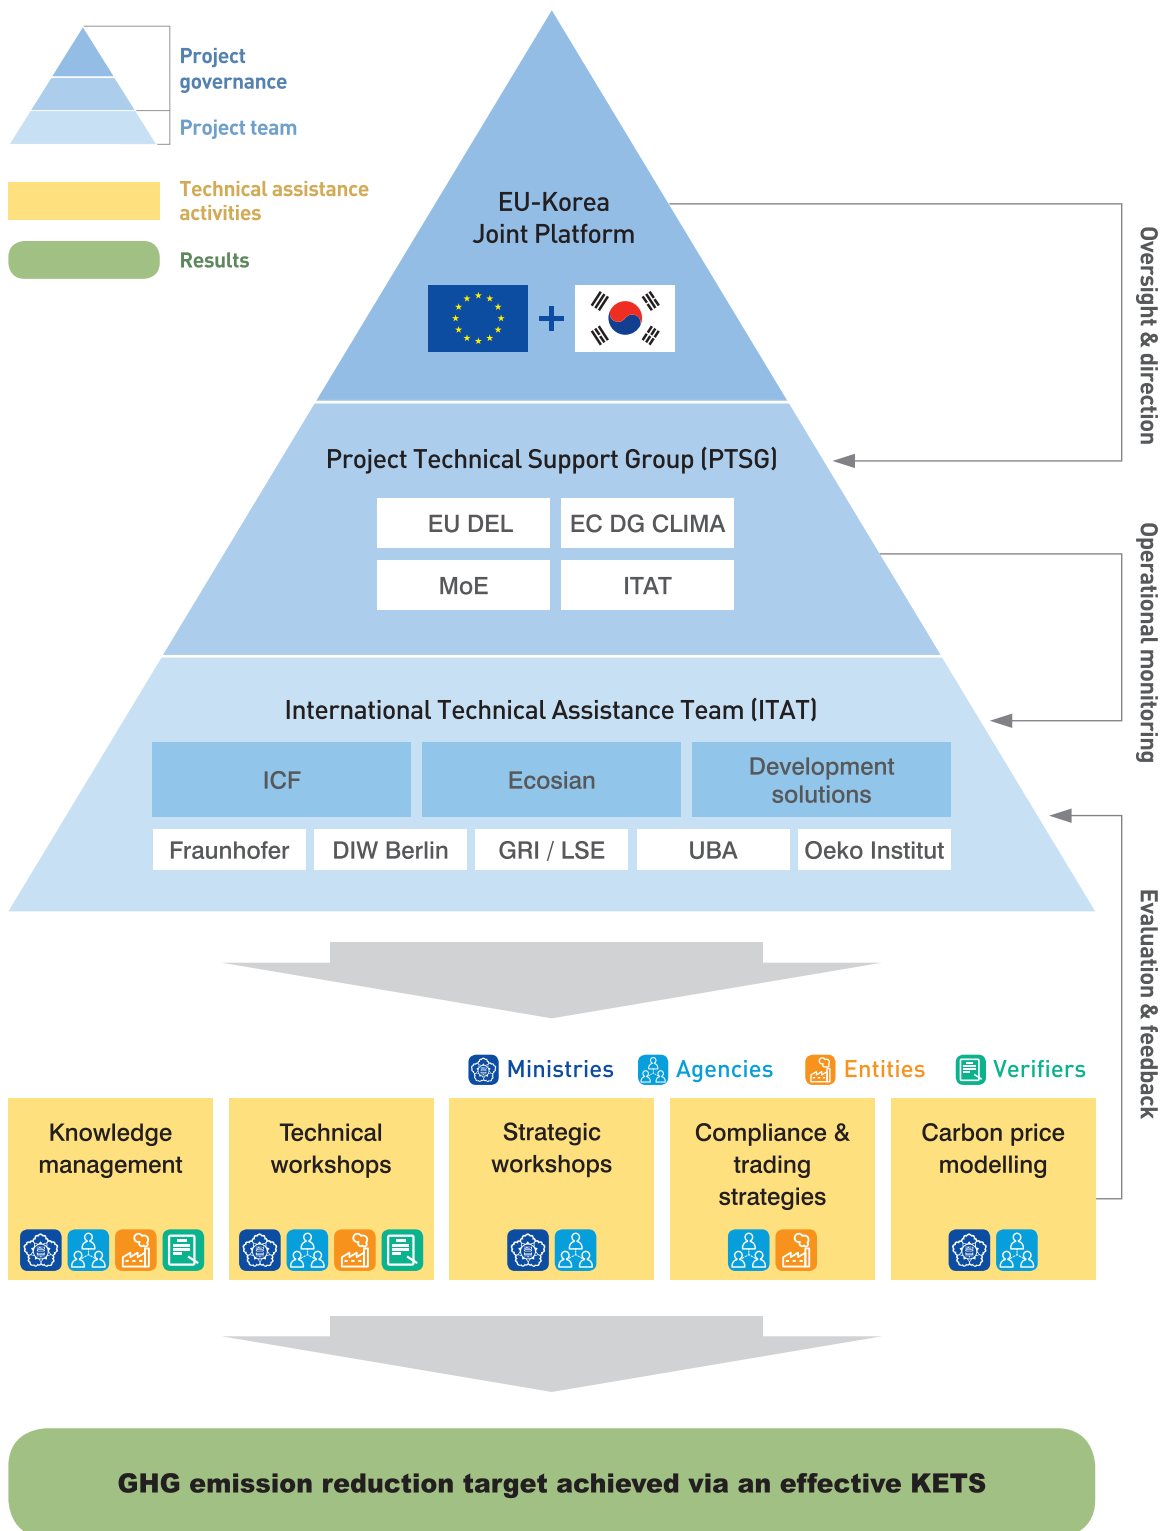 Project
governance
Project team
Technical assistance
activities
Results
EU-Korea
Joint Platform
Oversight & direction
Project Technical Support Group (PTSG)
EU DEL
EC DG CLIMA
MoE
ITAT
Operational monitoring
International Technical Assistance Team (ITAT)
ICF
Ecosian
Development
solutions
Fraunhofer
DIW Berlin
GRI / LSE
UBA
Oeko Institut
Evaluation & feedback
Ministries
Agencies
Entities
Verifiers
Knowledge
management
Technical
workshops
Strategic
workshops
Compliance &
trading
strategies
Carbon price
modelling
GHG emission reduction target achieved via an effective KETS